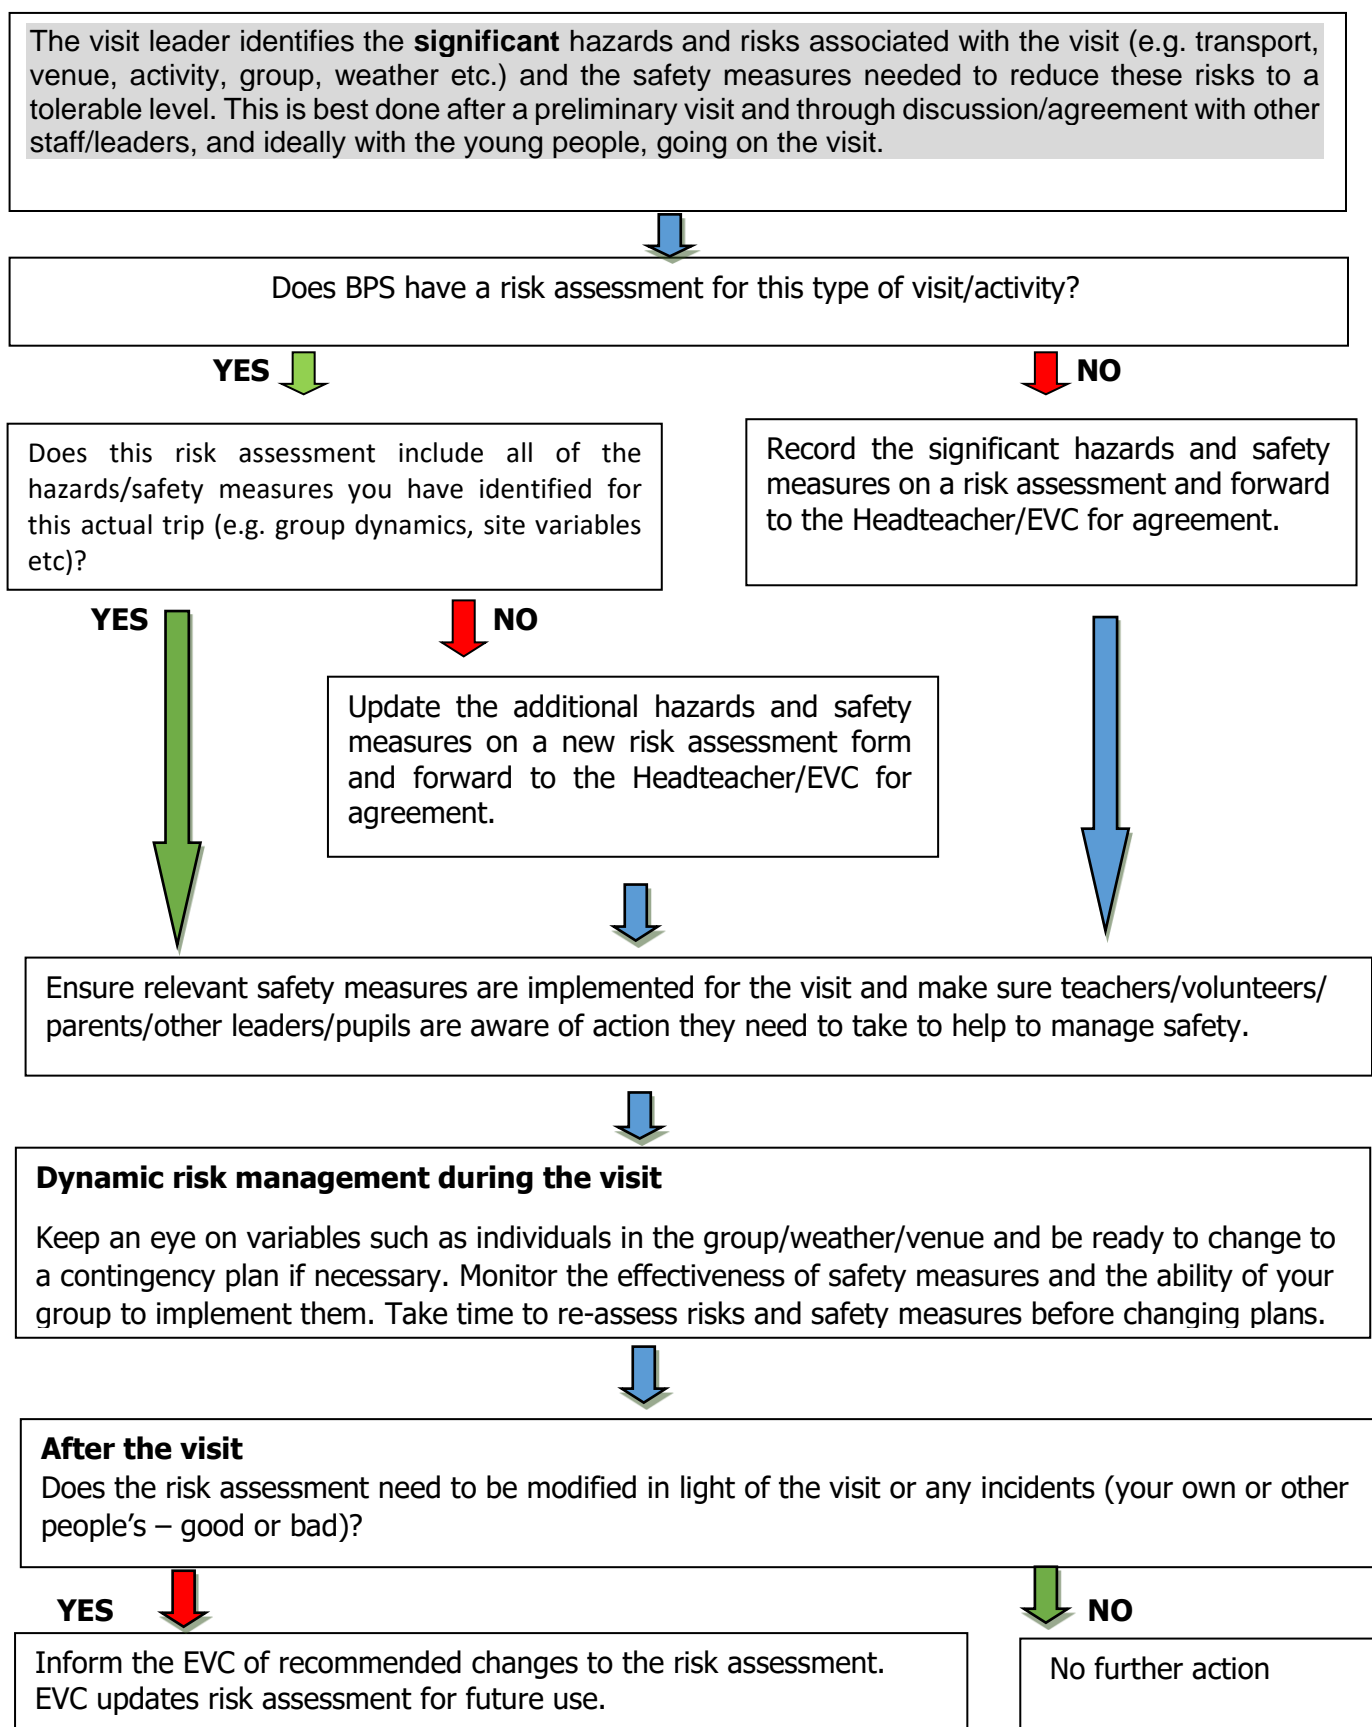 The visit leader identifies the significant hazards and risks associated with the visit (e.g. transport,
venue, activity, group, weather etc.) and the safety measures needed to reduce these risks to a
tolerable level. This is best done after a preliminary visit and through discussion/agreement with other
staff/leaders, and ideally with the young people, going on the visit.
Does BPS have a risk assessment for this type of visit/activity?
YES
NO
Does this risk assessment include all of the
hazards/safety measures you have identified for
this actual trip (e.g. group dynamics, site variables
etc)?
Record the significant hazards and safety
measures on a risk assessment and forward
to the Headteacher/EVC for agreement.
YES
NO
Update the additional hazards and safety
measures on a new risk assessment form
and forward to the Headteacher/EVC for
agreement.
Ensure relevant safety measures are implemented for the visit and make sure teachers/volunteers/
parents/other leaders/pupils are aware of action they need to take to help to manage safety.
Dynamic risk management during the visit
Keep an eye on variables such as individuals in the group/weather/venue and be ready to change to
a contingency plan if necessary. Monitor the effectiveness of safety measures and the ability of your
group to implement them. Take time to re-assess risks and safety measures before changing plans.
After the visit
Does the risk assessment need to be modified in light of the visit or any incidents (your own or other
people's – good or bad)?
YES
NO
Inform the EVC of recommended changes to the risk assessment.
EVC updates risk assessment for future use.
No further action